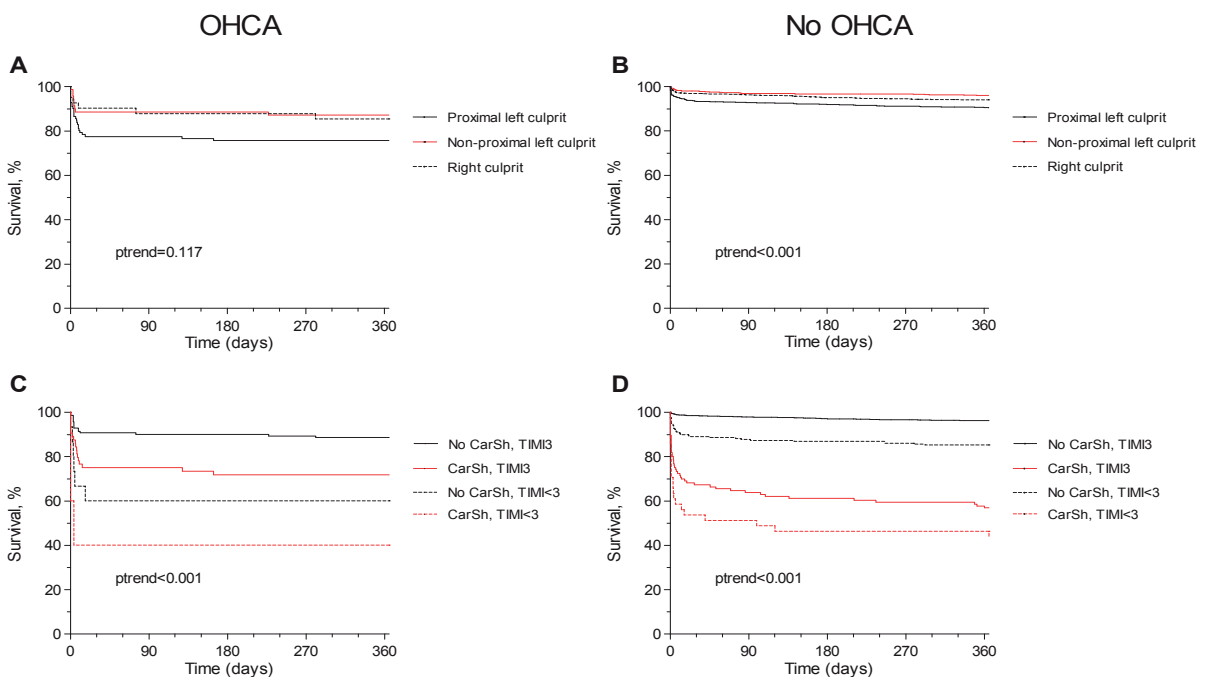 OHCA
No OHCA
A
100
80
60
40
20
0
Survival, %
ptrend=0.117
0 90 180 270 360
Time (days)
Proximal left culprit
Non-proximal left culprit
Right culprit
B
100
80
60
40
20
0
Survival, %
ptrend<0.001
0 90 180 270 360
Time (days)
Proximal left culprit
Non-proximal left culprit
Right culprit
C
100
80
60
40
20
0
Survival, %
ptrend<0.001
0 90 180 270 360
Time (days)
No CarSh, TIMI3
CarSh, TIMI3
No CarSh, TIMI<3
CarSh, TIMI<3
D
100
80
60
40
20
0
Survival, %
ptrend<0.001
0 90 180 270 360
Time (days)
No CarSh, TIMI3
CarSh, TIMI3
No CarSh, TIMI<3
CarSh, TIMI<3